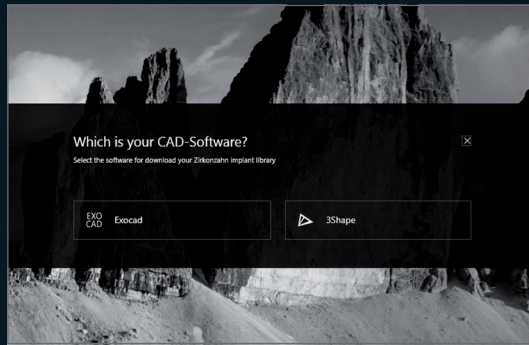 Which is your CAD-Software?
Select the software for download your Zirkonzahn implant library
EXO
CAD
Exocad
3Shape